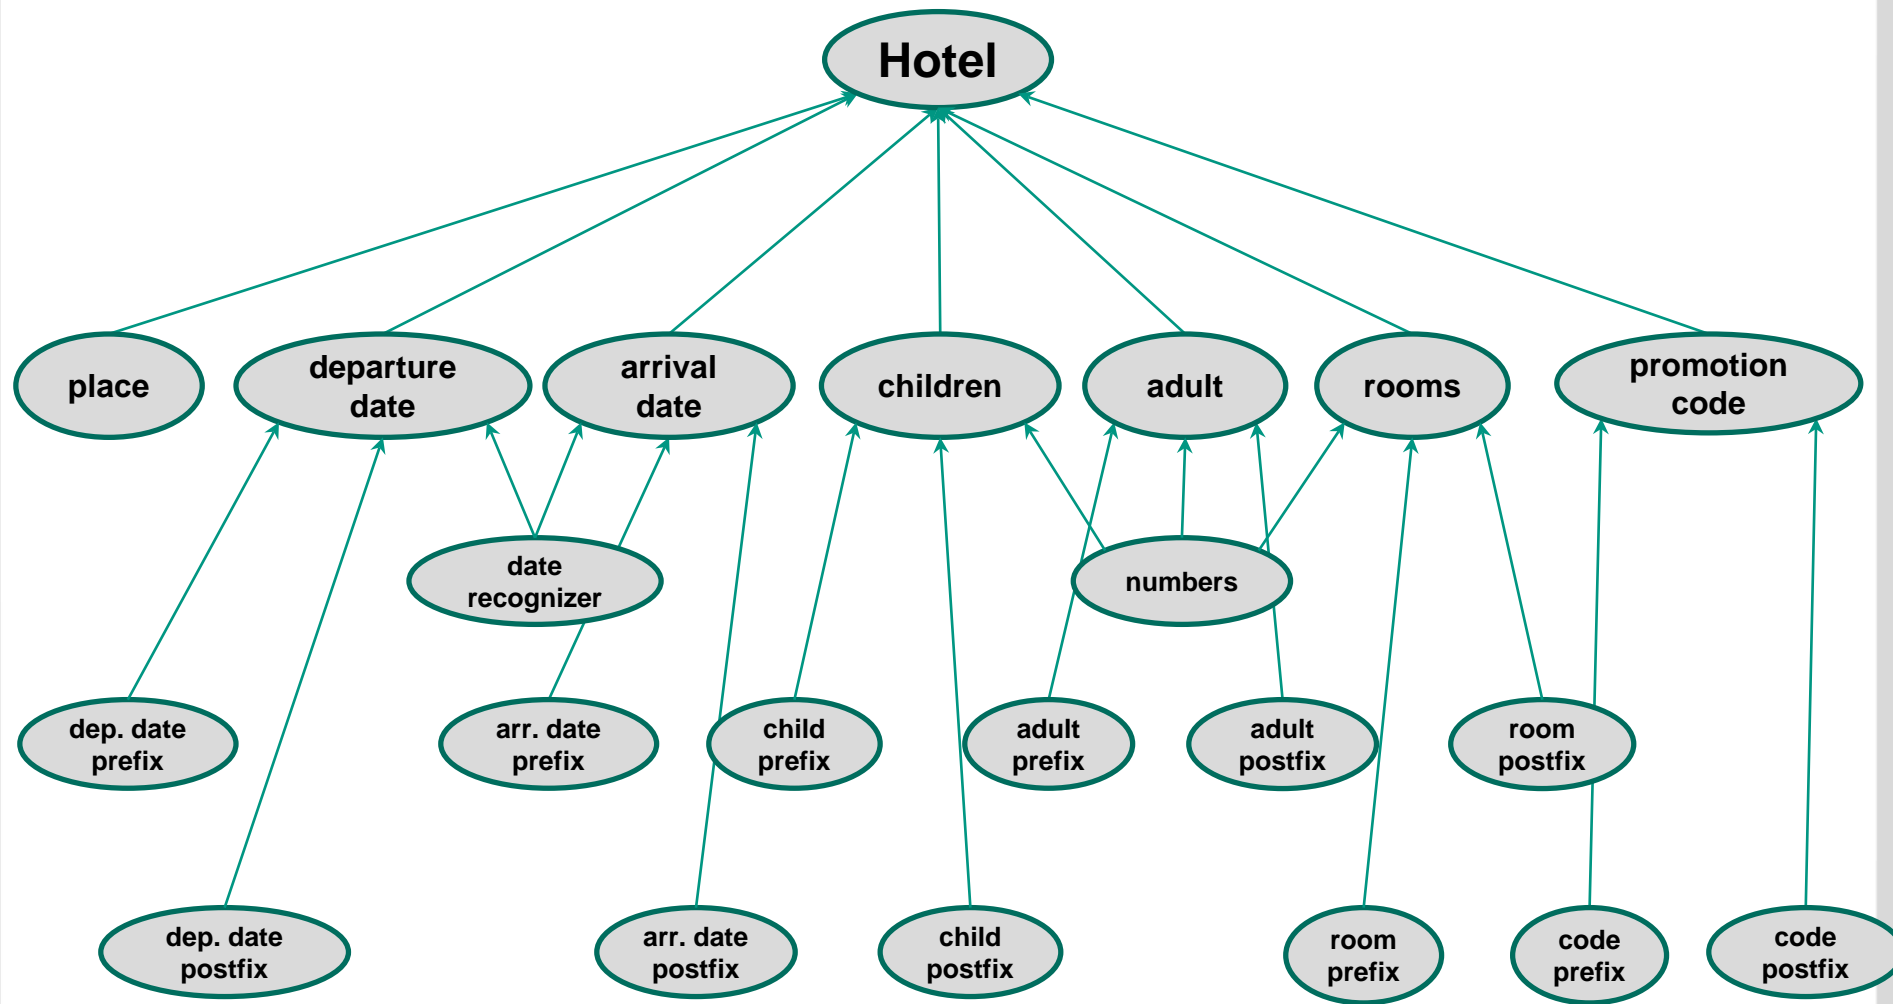 Hotel
place
departure
date
arrival
date
children
adult
rooms
promotion
code
date
recognizer
numbers
dep. date
prefix
arr. date
prefix
child
prefix
adult
prefix
adult
postfix
room
postfix
dep. date
postfix
arr. date
postfix
child
postfix
room
prefix
code
prefix
code
postfix